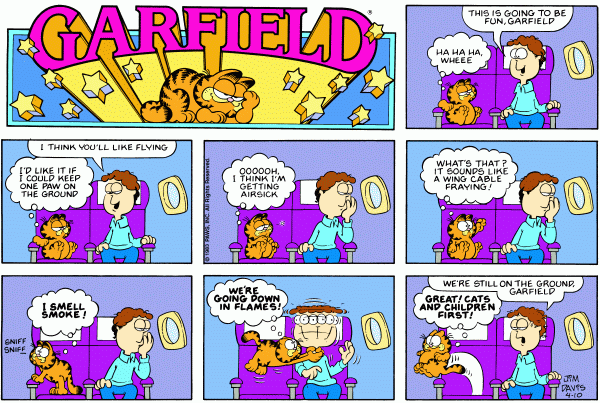 GARFIELD
®
THIS IS GOING TO BE
FUN, GARFIELD
HA HA HA,
WHEEE
I THINK YOU'LL LIKE FLYING
I'D LIKE IT IF
I COULD KEEP
ONE PAW ON
THE GROUND
OOOOOH,
I THINK I'M
GETTING
AIRSICK
WHAT'S THAT?
IT SOUNDS LIKE
A WING CABLE
FRAYING!
I SMELL
SMOKE!
SNIFF
SNIFF
WE'RE
GOING DOWN
IN FLAMES!
WE'RE STILL ON THE GROUND,
GARFIELD
GREAT! CATS
AND CHILDREN
FIRST!
JIM
DAVIS
4-10